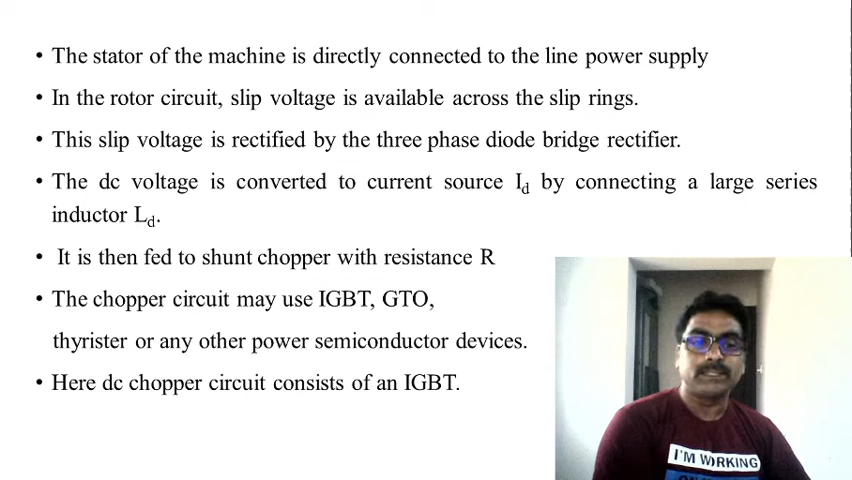 • The stator of the machine is directly connected to the line power supply
• In the rotor circuit, slip voltage is available across the slip rings.
• This slip voltage is rectified by the three phase diode bridge rectifier.
• The dc voltage is converted to current source Id by connecting a large series
inductor Ld.
• It is then fed to shunt chopper with resistance R
• The chopper circuit may use IGBT, GTO,
thyrister or any other power semiconductor devices.
• Here dc chopper circuit consists of an IGBT.
I'M WORKING